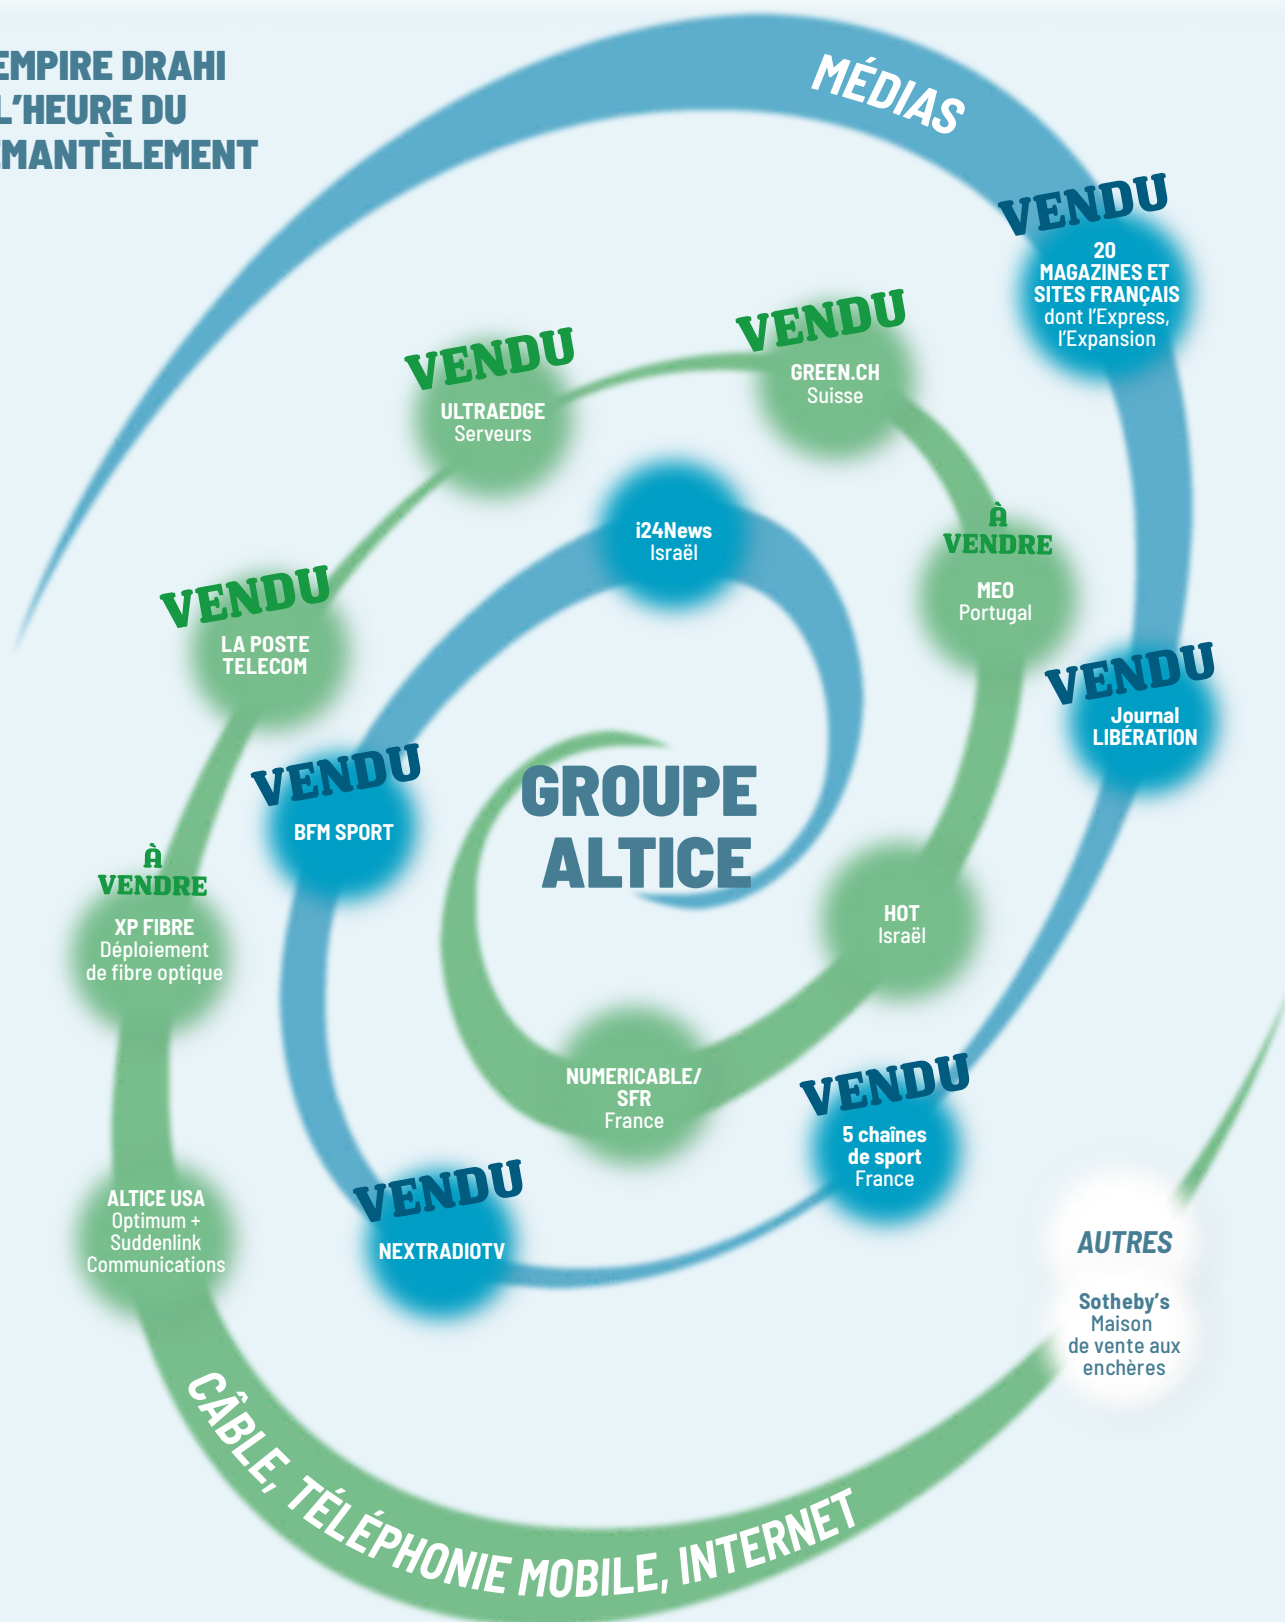 EMPIRE DRAHI
L'HEURE DU
MANTÈLEMENT
MÉDIAS
VENDU
20
MAGAZINES ET
SITES FRANÇAIS
dont l'Express,
l'Expansion
VENDU
GREEN.CH
Suisse
VENDU
ULTRAEDGE
Serveurs
i24News
Israël
À
VENDRE
MEO
Portugal
VENDU
LA POSTE
TELECOM
VENDU
Journal
LIBÉRATION
VENDU
BFM SPORT
GROUPE
ALTICE
À
VENDRE
XP FIBRE
Déploiement
de fibre optique
HOT
Israël
NUMERICABLE/
SFR
France
VENDU
5 chaînes
de sport
France
VENDU
NEXTRADIOTV
ALTICE USA
Optimum +
Suddenlink
Communications
AUTRES
Sotheby's
Maison
de vente aux
enchères
CÂBLE, TÉLÉPHONIE MOBILE, INTERNET